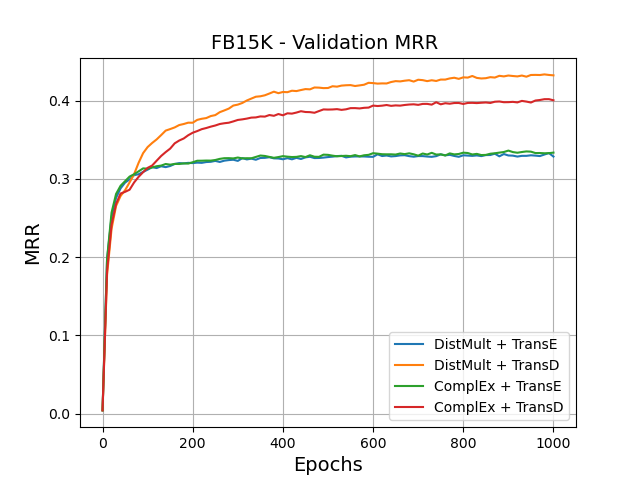 FB15K - Validation MRR
MRR
0.4
0.3
0.2
0.1
0.0
0 200 400 600 800 1000
Epochs
DistMult + TransE
DistMult + TransD
ComplEx + TransE
ComplEx + TransD